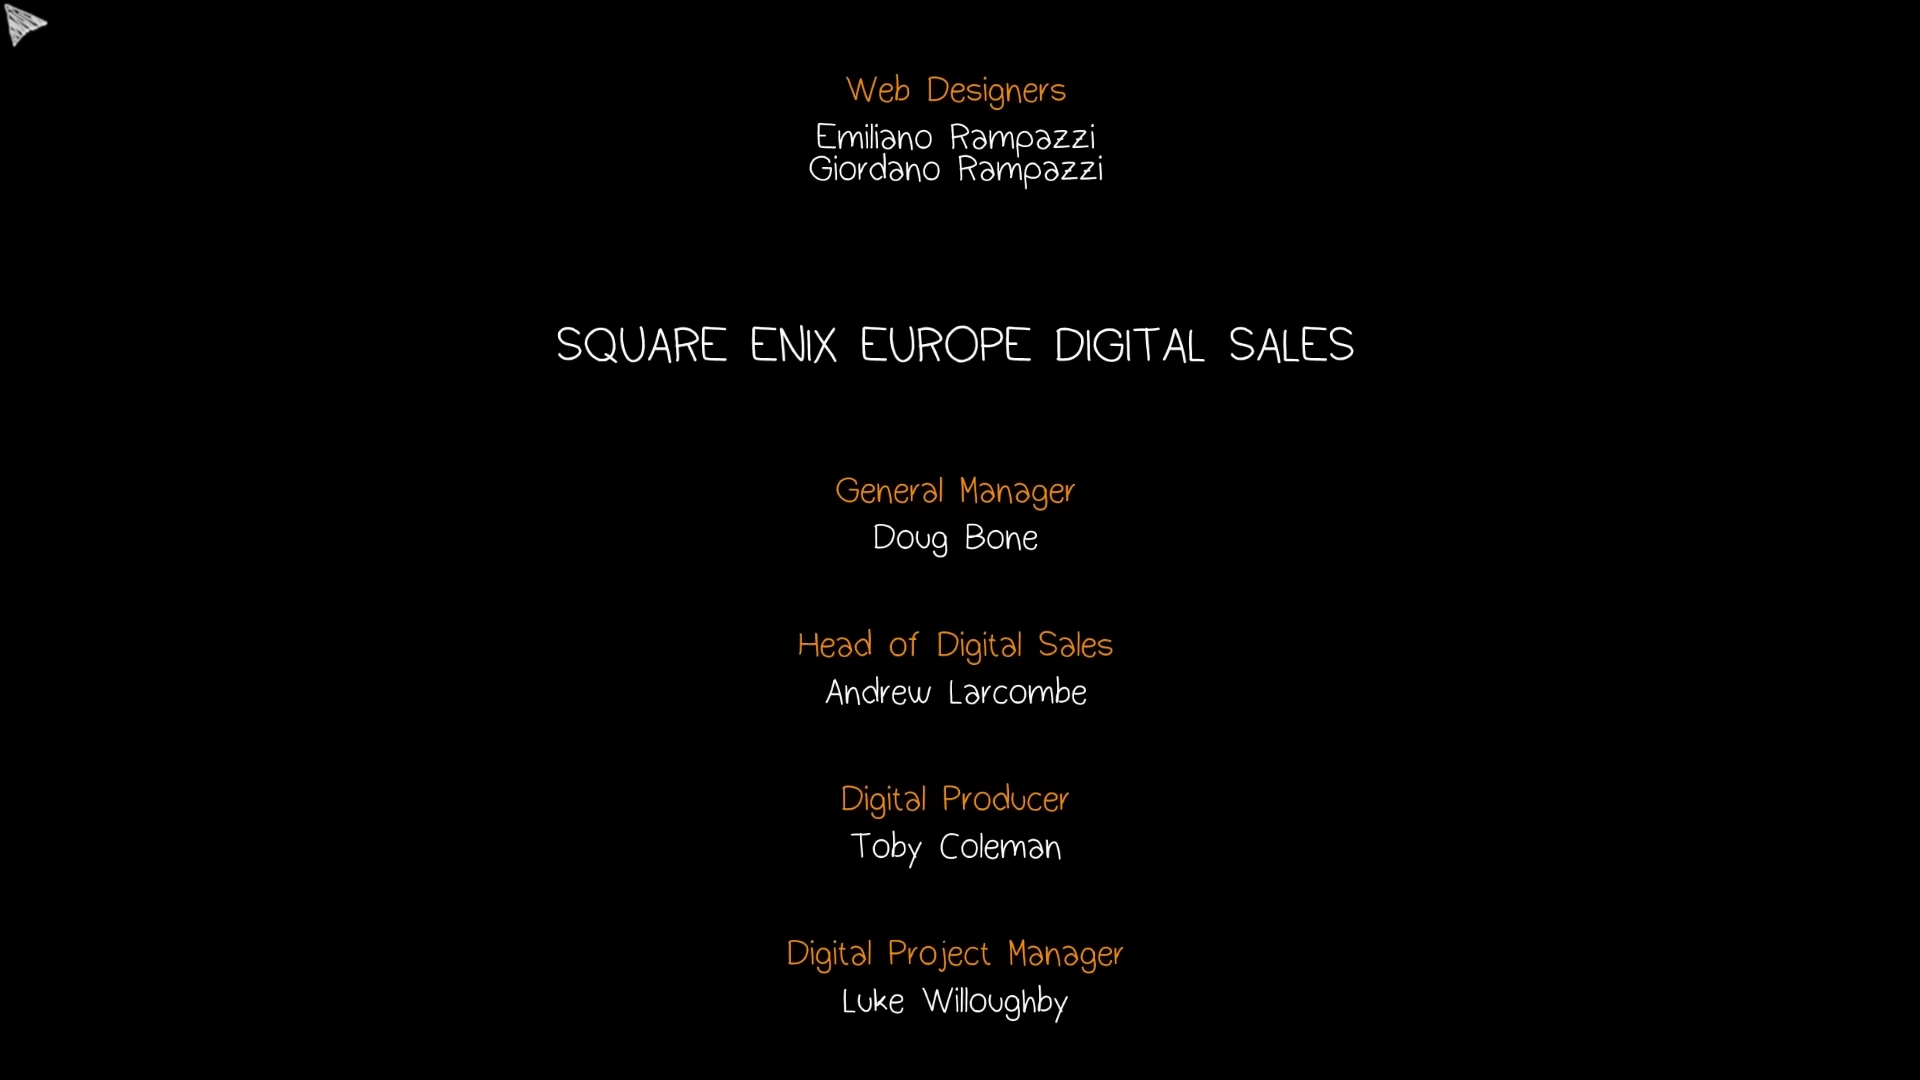 Web Designers
Emiliano Rampazzi
Giordano Rampazzi
SQUARE ENIX EUROPE DIGITAL SALES
General Manager
Doug Bone
Head of Digital Sales
Andrew Larcombe
Digital Producer
Toby Coleman
Digital Project Manager
Luke Willoughby